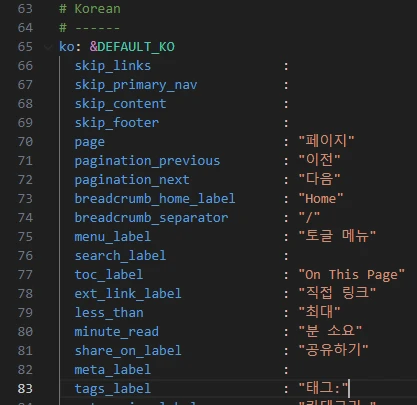 63 # Korean
64 # ------
65 ko: &DEFAULT_KO
66 skip_links :
67 skip_primary_nav :
68 skip_content :
69 skip_footer :
70 page : "페이지"
71 pagination_previous : "이전"
72 pagination_next : "다음"
73 breadcrumb_home_label : "Home"
74 breadcrumb_separator : "/"
75 menu_label : "토글 메뉴"
76 search_label :
77 toc_label : "On This Page"
78 ext_link_label : "직접 링크"
79 less_than : "최대"
80 minute_read : "분 소요"
81 share_on_label : "공유하기"
82 meta_label :
83 tags_label : "태그:"